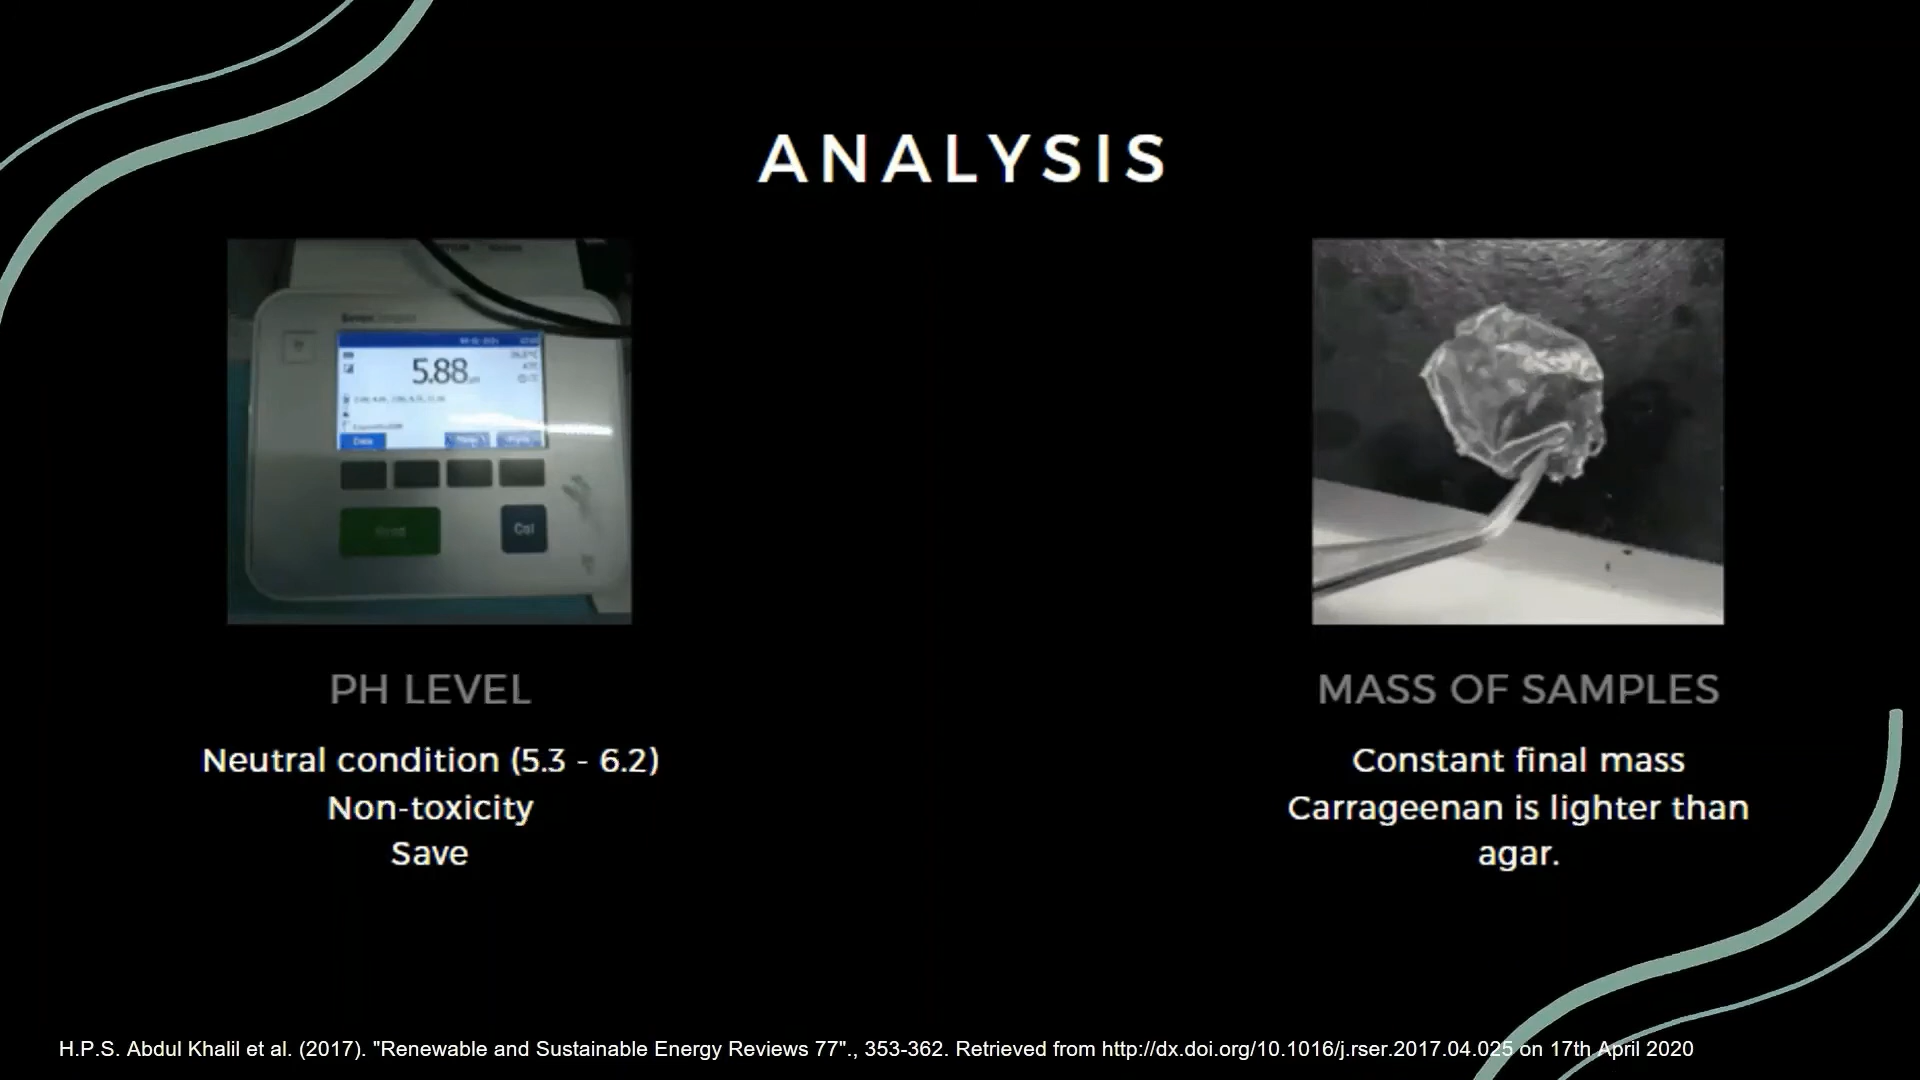 ANALYSIS
5.88
Cal
PH LEVEL
Neutral condition (5.3 - 6.2)
Non-toxicity
Save
MASS OF SAMPLES
Constant final mass
Carrageenan is lighter than
agar.
H.P.S. Abdul Khalil et al. (2017). "Renewable and Sustainable Energy Reviews 77"., 353-362. Retrieved from http://dx.doi.org/10.1016/j.rser.2017.04.025 on 17th April 2020